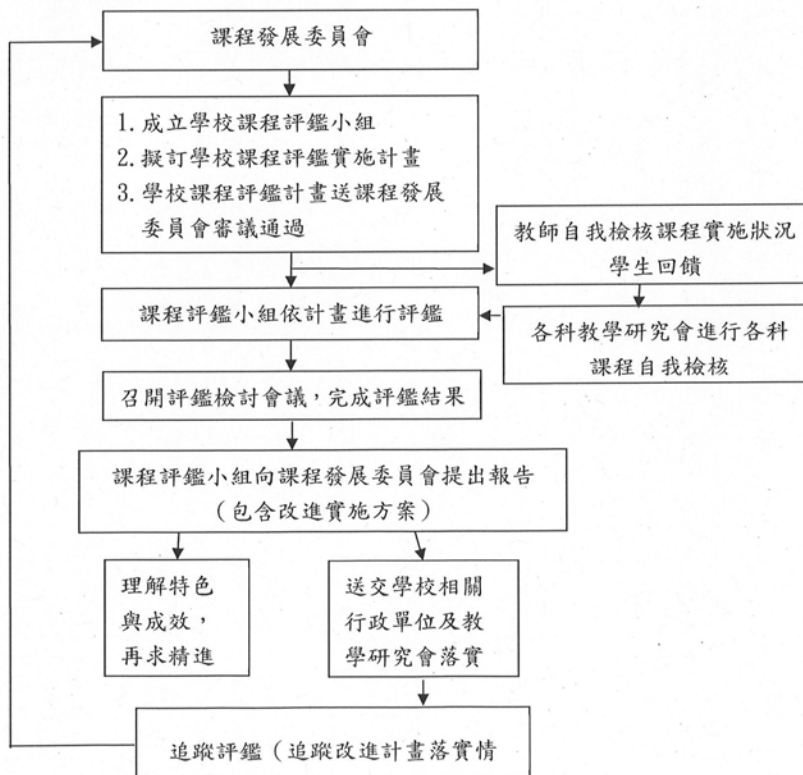 課程發展委員會
1. 成立學校課程評鑑小組
2. 擬訂學校課程評鑑實施計畫
3. 學校課程評鑑計畫送課程發展
委員會審議通過
教師自我檢核課程實施狀況
學生回饋
課程評鑑小組依計畫進行評鑑
各科教學研究會進行各科
課程自我檢核
召開評鑑檢討會議，完成評鑑結果
課程評鑑小組向課程發展委員會提出報告
（包含改進實施方案）
理解特色
與成效，
再求精進
送交學校相關
行政單位及教
學研究會落實
追蹤評鑑（追蹤改進計畫落實情